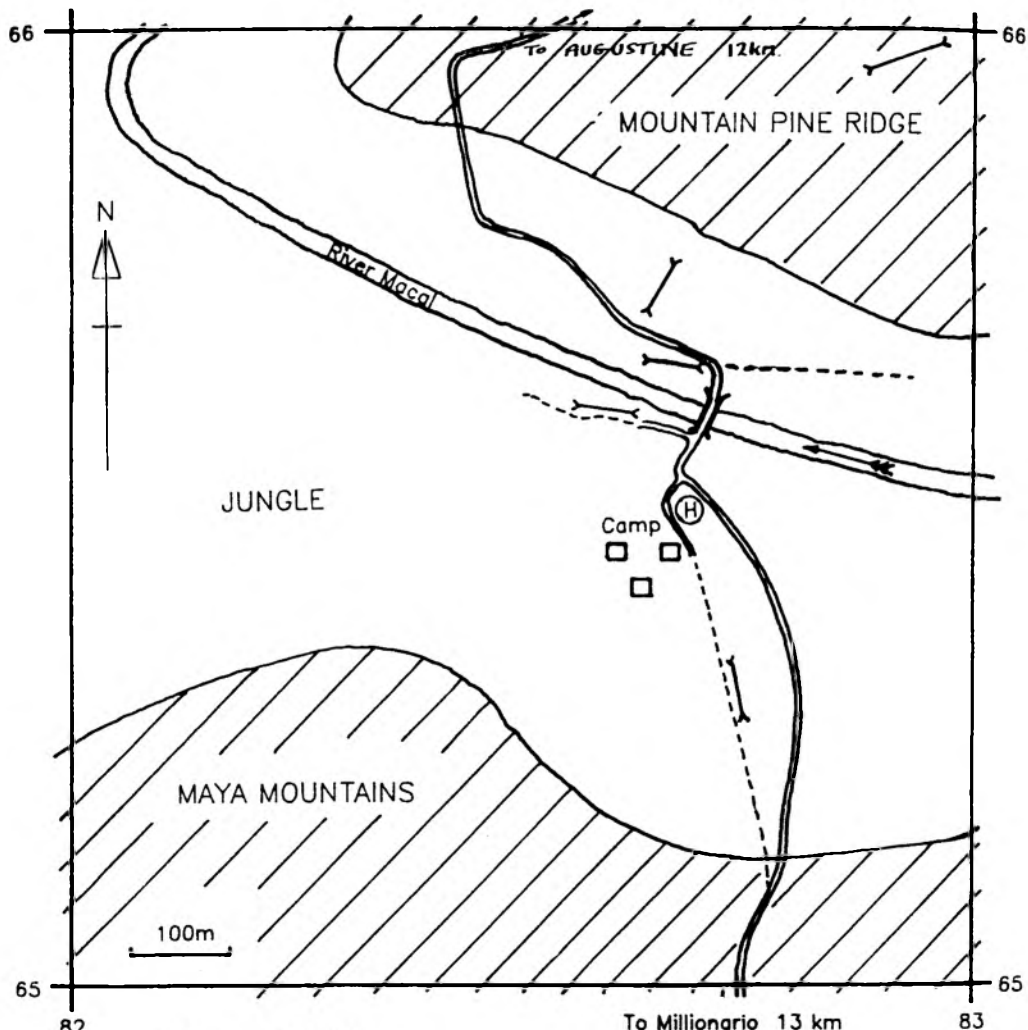 66
66
To AUGUSTINE 12km.
MOUNTAIN PINE RIDGE
N
River Macal
JUNGLE
H
Camp
MAYA MOUNTAINS
100m
65
65
82
To Millionario 13 km
83